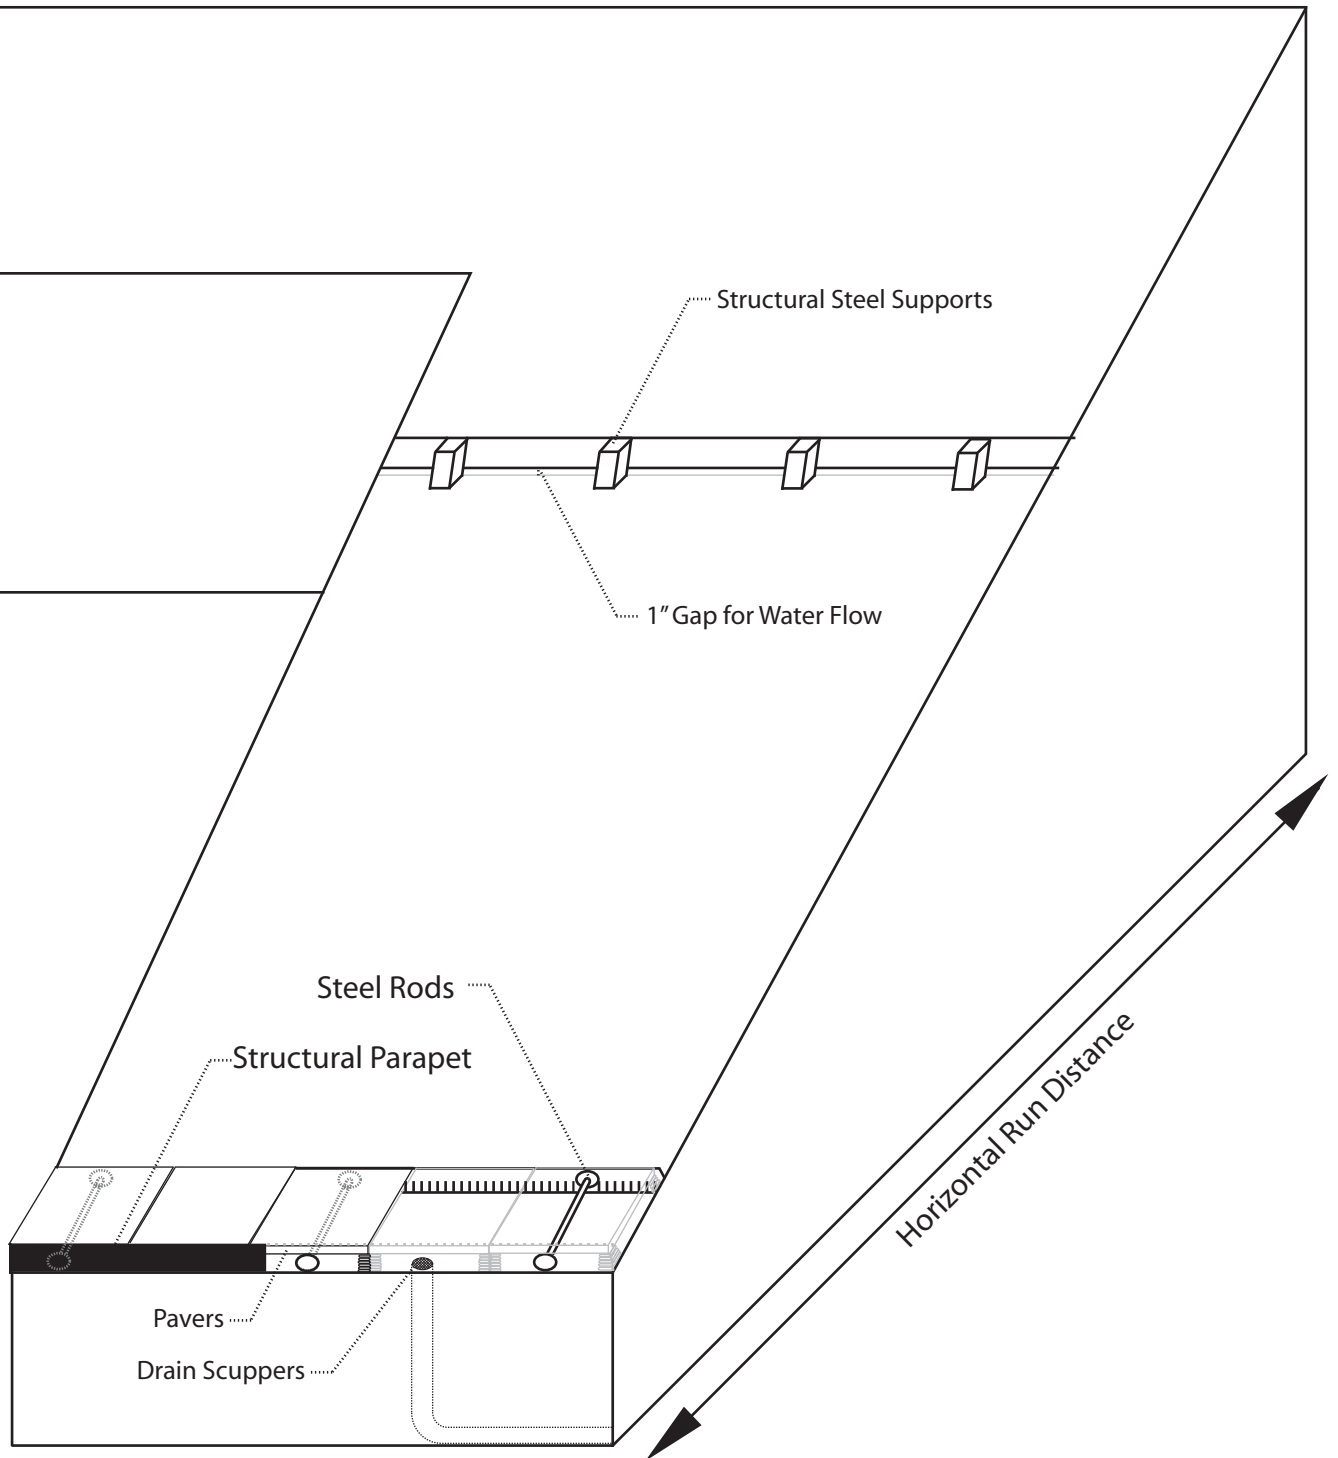 Structural Steel Supports
1” Gap for Water Flow
Steel Rods
Structural Parapet
Horizontal Run Distance
Pavers
Drain Scuppers